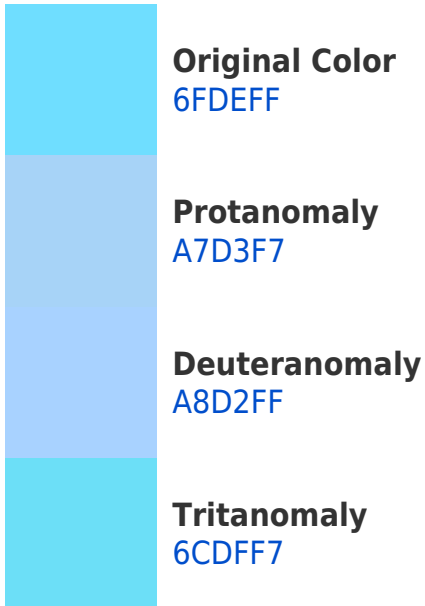 Original Color
6FDEFF
Protanomaly
A7D3F7
Deuteranomaly
A8D2FF
Tritanomaly
6CDFF7